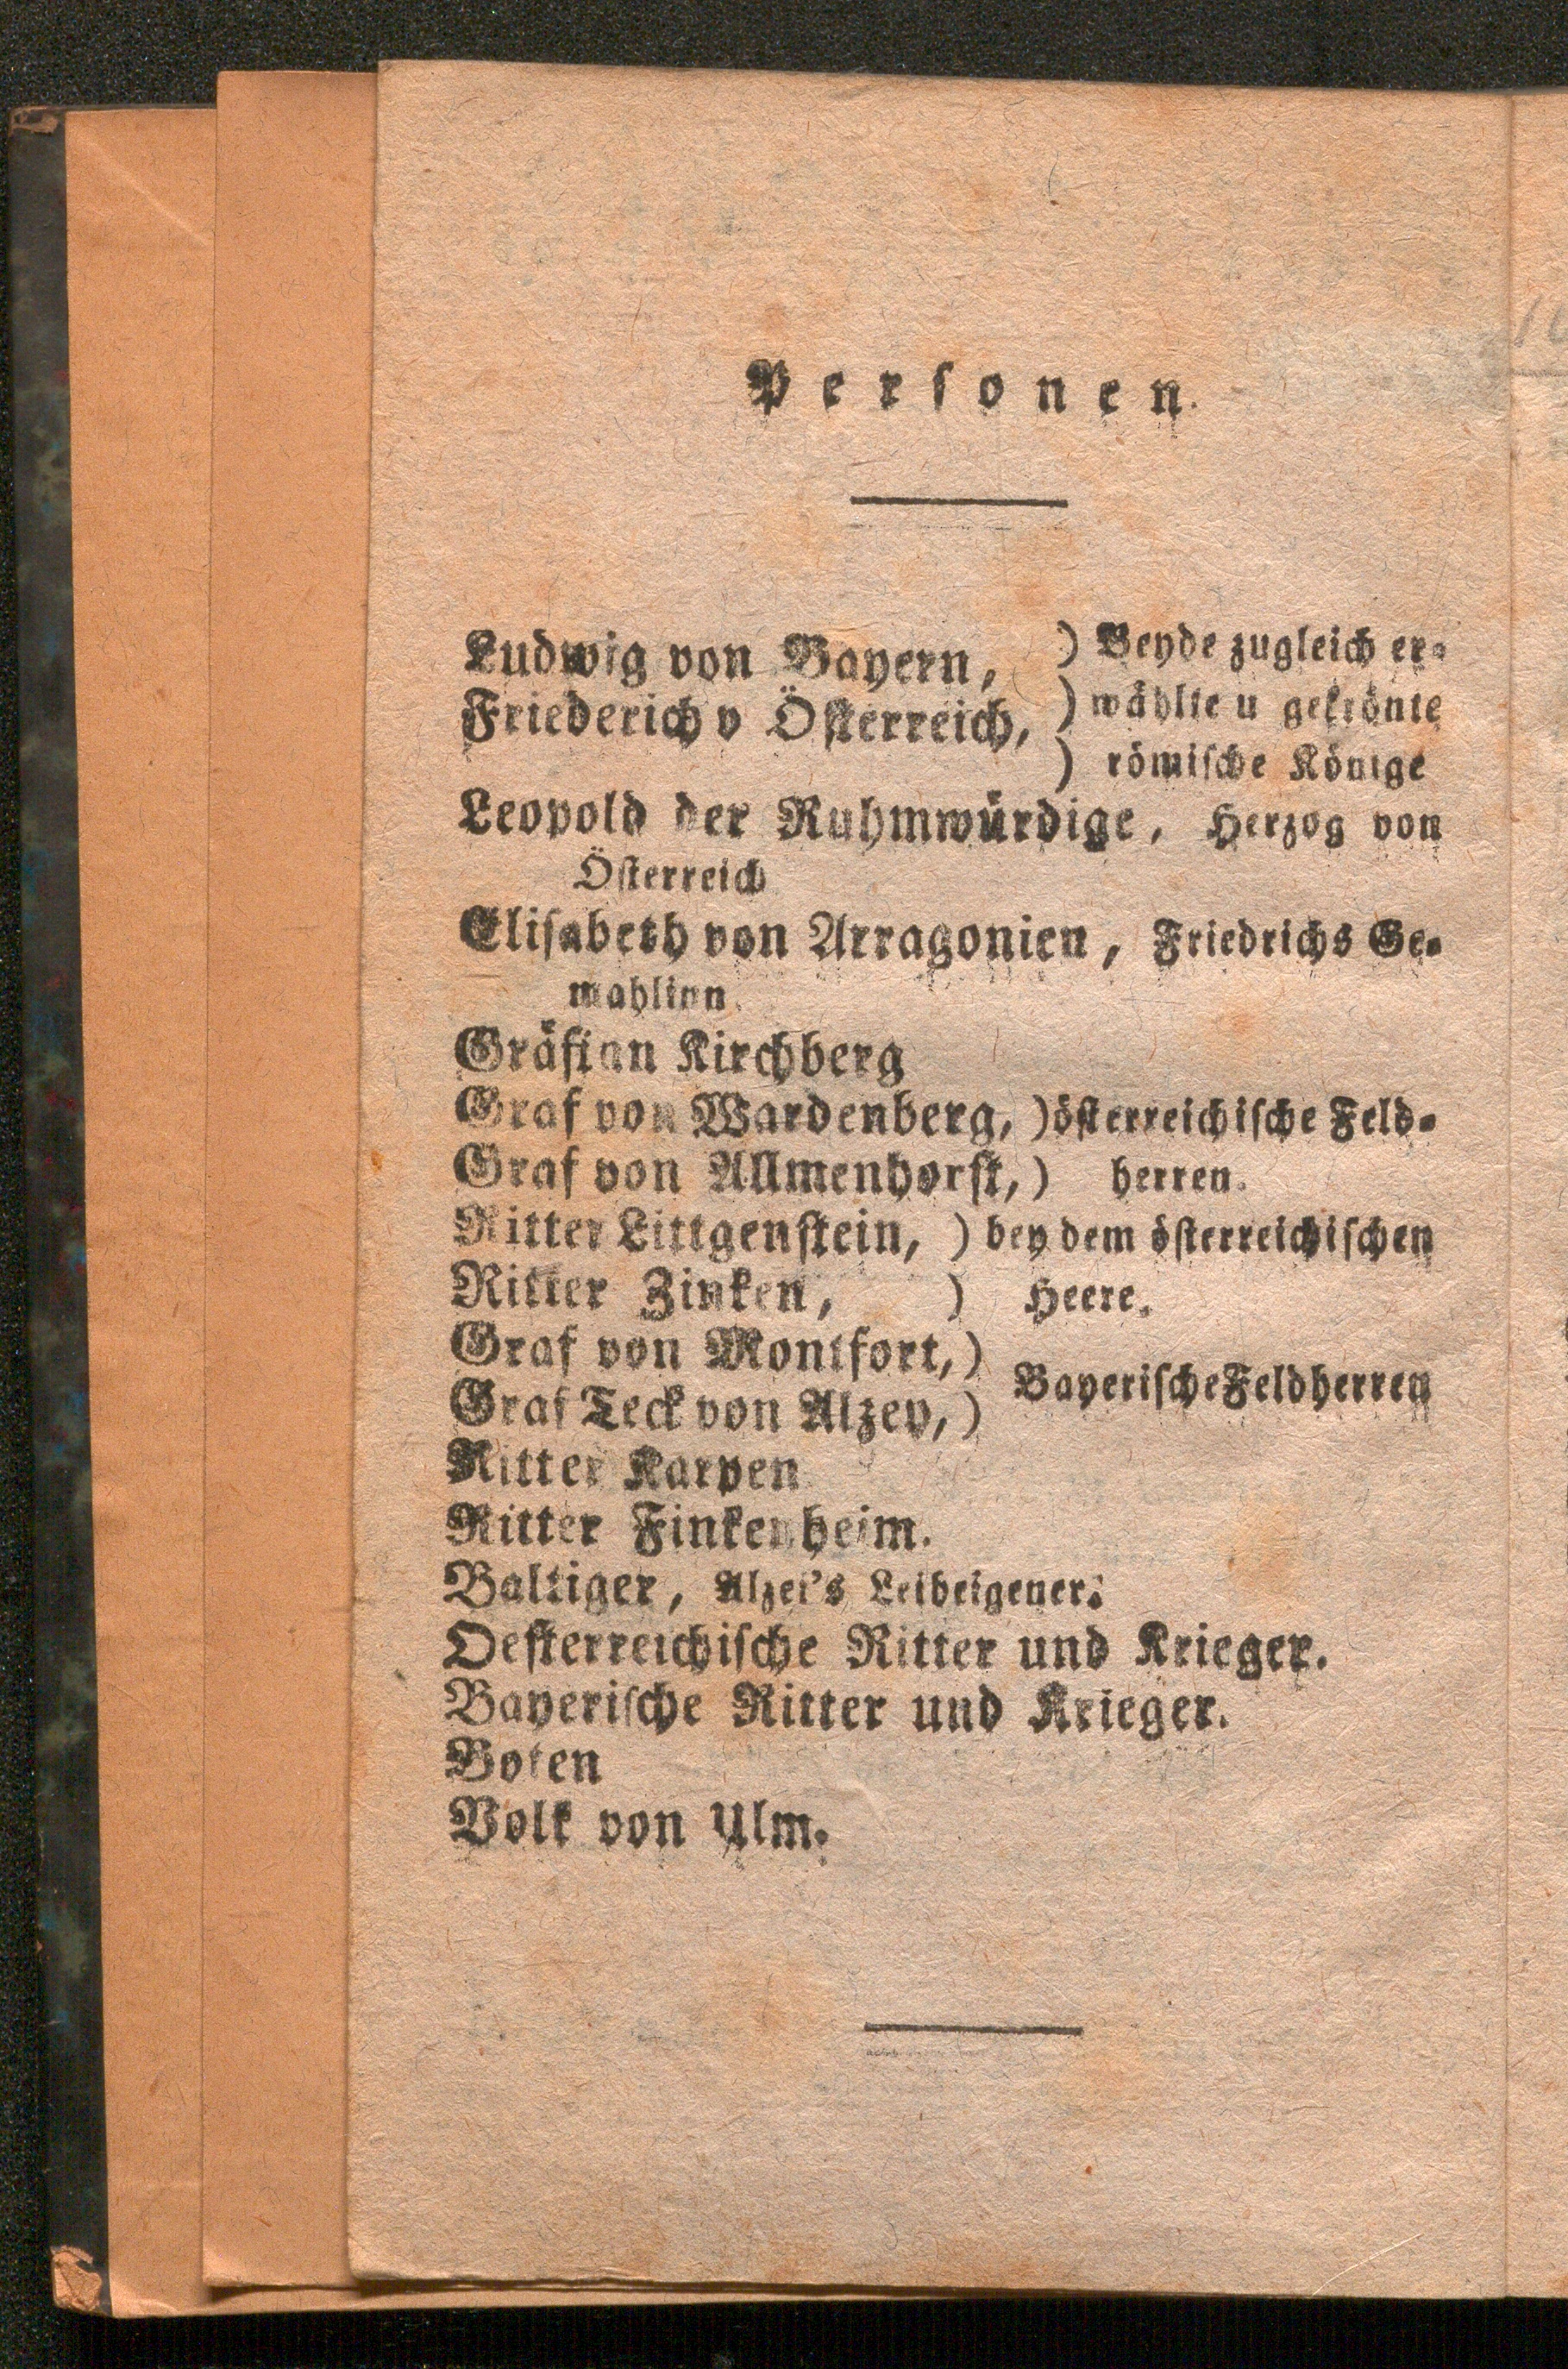 Personen.
Ludwig von Bayern, ) Beyde zugleich er-
Friederich v Österreich, ) wählte u gekrönte
) römische Könige
Leopold der Ruhmwürdige, Herzog von
Österreich
Elisabeth von Arragonien, Friedrichs Ge-
mahlinn.
Gräfinn Kirchberg
Graf von Wardenberg, ) österreichische Feld-
Graf von Allmenhorst, ) herren.
Ritter Littgenstein, ) bey dem österreichischen
Ritter Zinken, ) Heere.
Graf von Montfort, )
Bayerische Feldherren
Graf Teck von Alzey, )
Ritter Karpen
Ritter Finkenheim.
Baltiger, Alzei's Leibeigener.
Oesterreichische Ritter und Krieger.
Bayerische Ritter und Krieger.
Boten
Volk von Ulm.